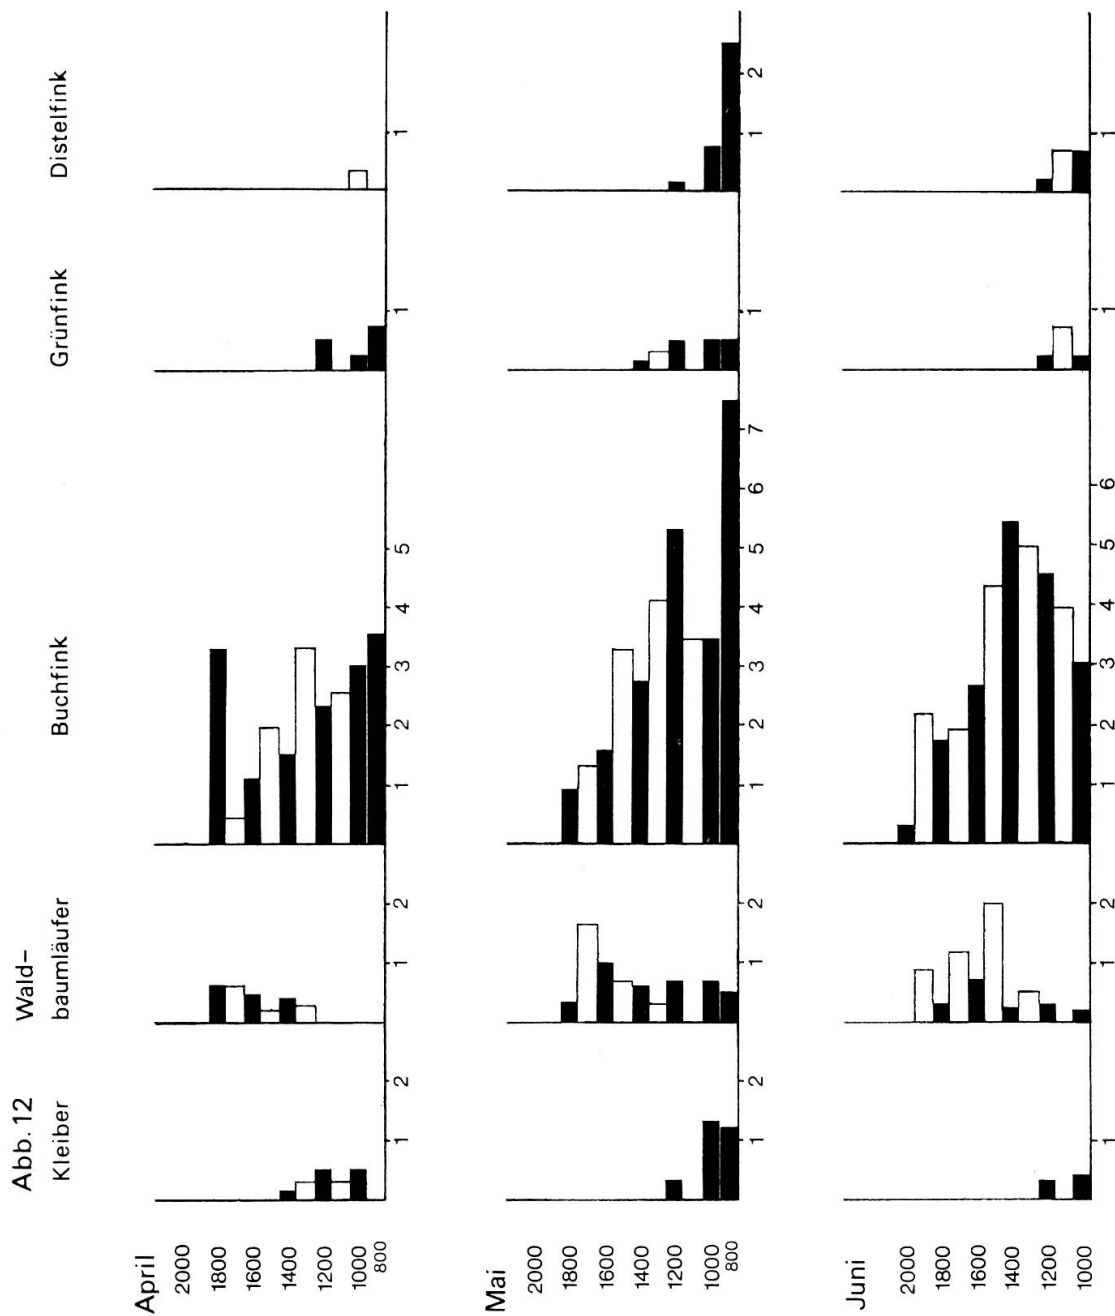 Abb. 12
Kleiber Wald- baumläufer Buchfink Grünfink Distelfink
April
2000
1800
1600
1400
1200
1000
800
1 2 1 2 1 2 3 4 5 1 1
Mai
2000
1800
1600
1400
1200
1000
800
1 2 1 2 1 2 3 4 5 6 7 1 1 2
Juni
2000
1800
1600
1400
1200
1000
1 1 2 1 2 3 4 5 6 1 1